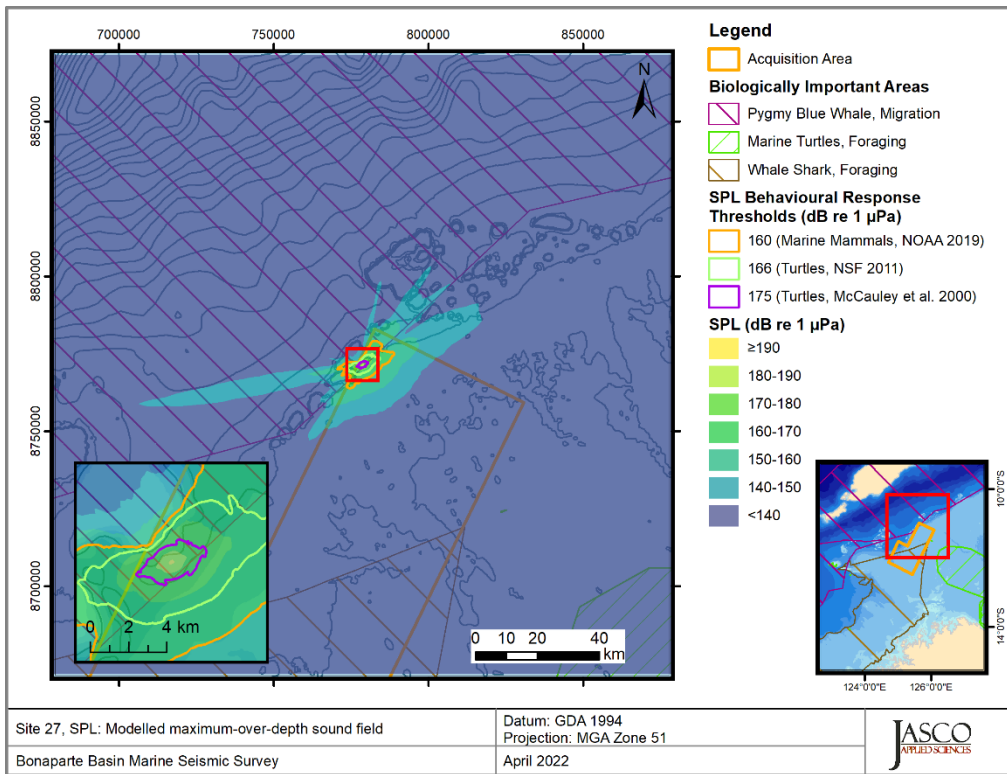 700000
750000
800000
850000
8850000
8800000
8750000
8700000
N
0 2 4 km
0 10 20 40
km
Legend
Acquisition Area
Biologically Important Areas
Pygmy Blue Whale, Migration
Marine Turtles, Foraging
Whale Shark, Foraging
SPL Behavioural Response
Thresholds (dB re 1 µPa)
160 (Marine Mammals, NOAA 2019)
166 (Turtles, NSF 2011)
175 (Turtles, McCauley et al. 2000)
SPL (dB re 1 µPa)
≥190
180-190
170-180
160-170
150-160
140-150
<140
10°0'0"S
14°0'0"S
124°0'0"E 126°0'0"E
Site 27, SPL: Modelled maximum-over-depth sound field
Bonaparte Basin Marine Seismic Survey
Datum: GDA 1994
Projection: MGA Zone 51
April 2022
JASCO
APPLIED SCIENCES